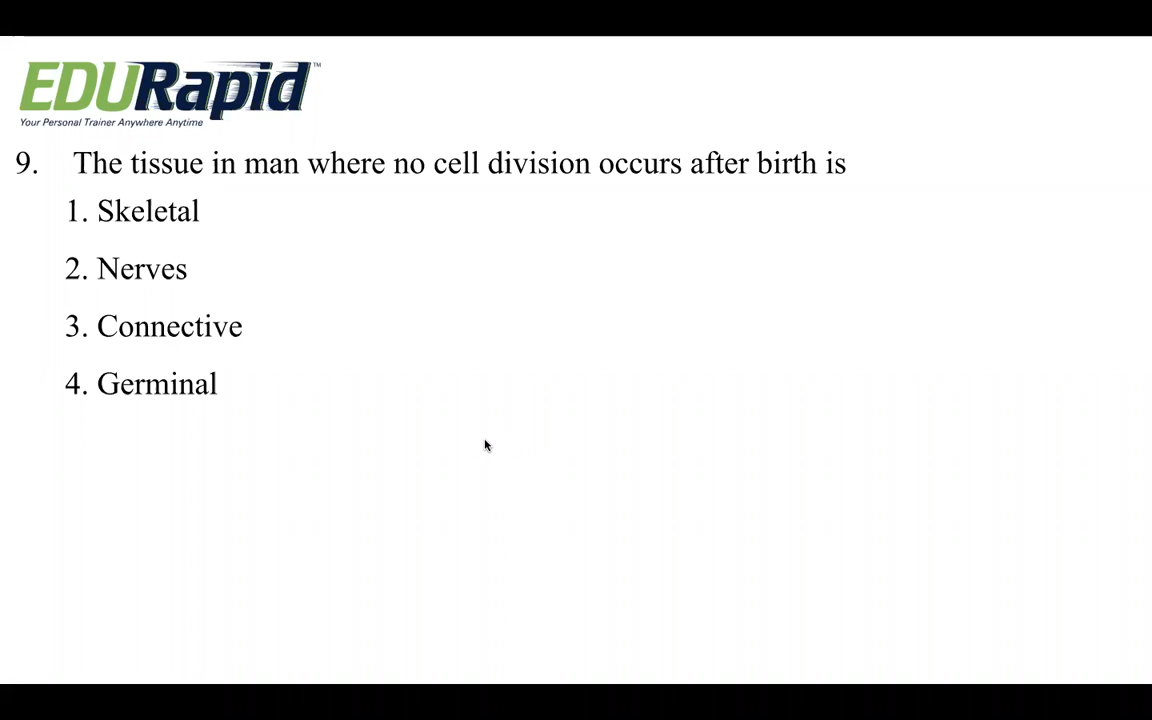 EDURapid™
Your Personal Trainer Anywhere Anytime
9. The tissue in man where no cell division occurs after birth is
1. Skeletal
2. Nerves
3. Connective
4. Germinal